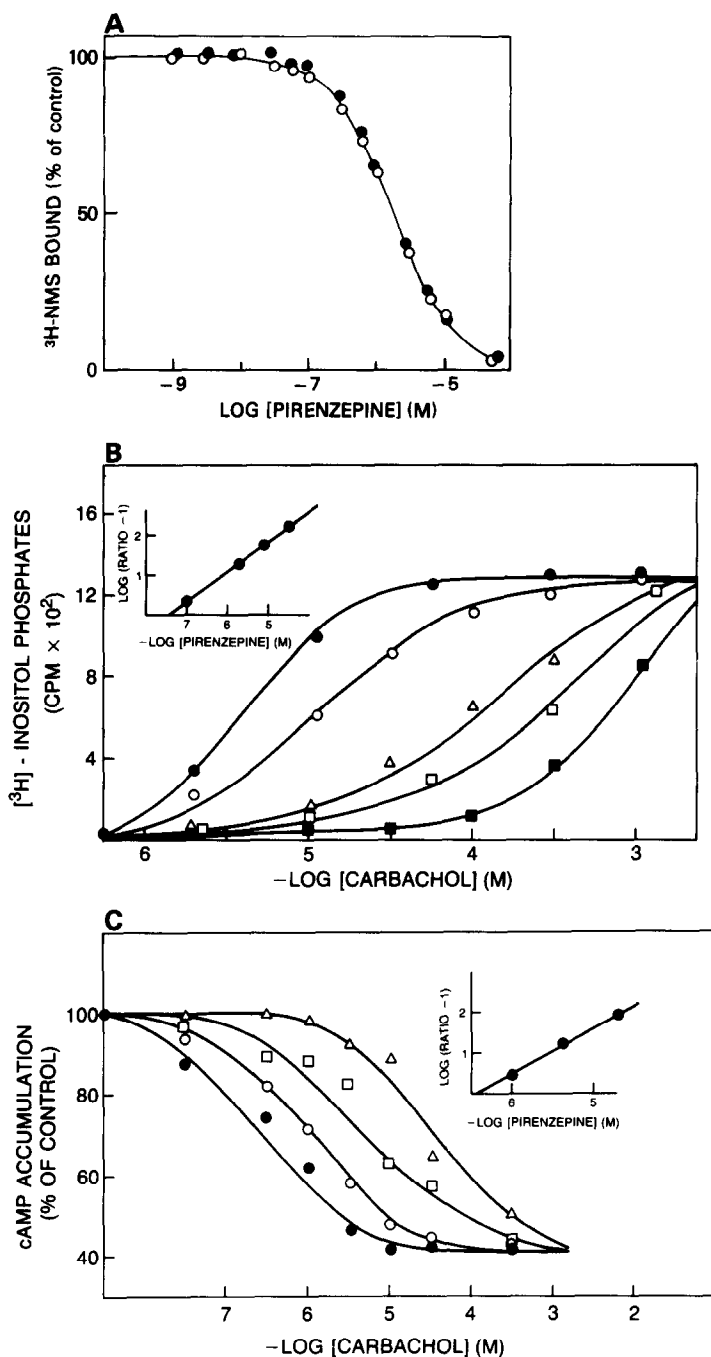 A
100
50
0
³H-NMS BOUND (% of control)
−9
−7
−5
LOG [PIRENZEPINE] (M)
B
16
12
8
4
[³H] - INOSITOL PHOSPHATES
(CPM × 10²)
LOG (RATIO −1)
2
1
7
6
5
−LOG [PIRENZEPINE] (M)
6
5
4
3
−LOG [CARBACHOL] (M)
C
100
80
60
40
cAMP ACCUMULATION
(% OF CONTROL)
LOG (RATIO −1)
2
1
6
5
−LOG [PIRENZEPINE] (M)
7
6
5
4
3
2
−LOG [CARBACHOL] (M)